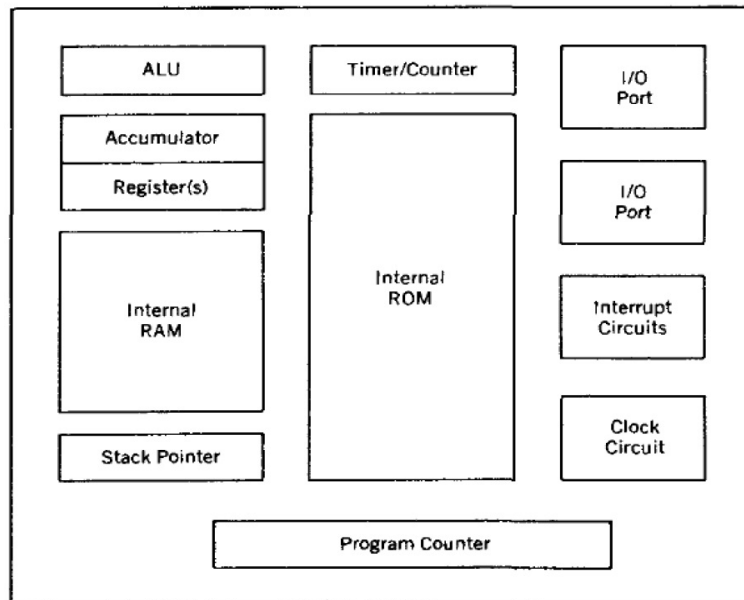 ALU
Accumulator
Register(s)
Internal
RAM
Stack Pointer
Timer/Counter
Internal
ROM
I/O
Port
I/O
Port
Interrupt
Circuits
Clock
Circuit
Program Counter